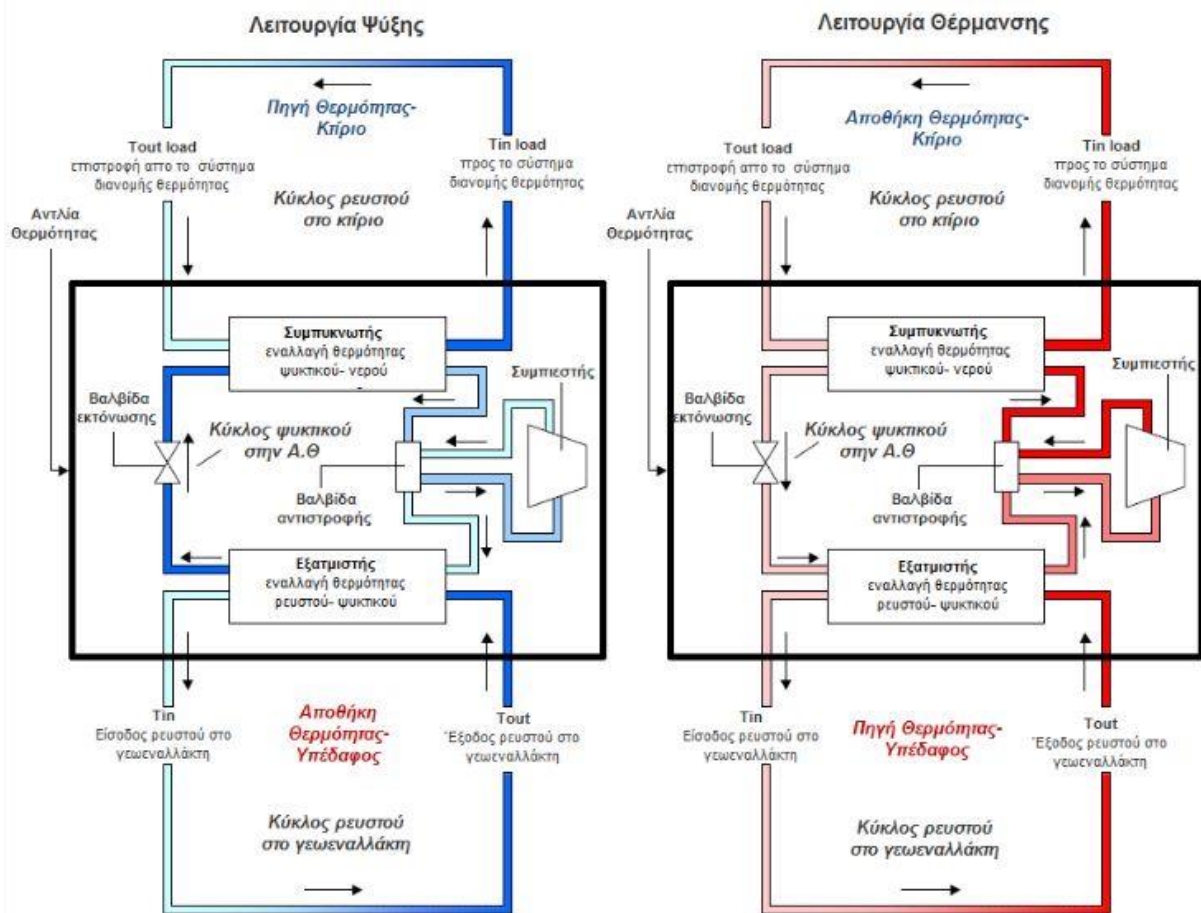 Λειτουργία Ψύξης
Πηγή Θερμότητας-
Κτίριο
Tout load
επιστροφή απτο το σύστημα
διανομής θερμότητας
Tin load
προς το σύστημα
διανομής θερμότητας
Κύκλος ρευστού
στο κτίριο
Αντλία
Θερμότητας
Συμπυκνωτής
εναλλαγή θερμότητας
ψυκτικού- νερού
Συμπιεστής
Βαλβίδα
εκτόνωσης
Κύκλος ψυκτικού
στην Α.Θ
Βαλβίδα
αντιστροφής
Εξατμιστής
εναλλαγή θερμότητας
ρευστού- ψυκτικού
Tin
Είσοδος ρευστού στο
γεωεναλλάκτη
Αποθήκη
Θερμότητας-
Υπέδαφος
Tout
Έξοδος ρευστού στο
γεωεναλλάκτη
Κύκλος ρευστού
στο γεωεναλλάκτη
Λειτουργία Θέρμανσης
Αποθήκη Θερμότητας-
Κτίριο
Tout load
επιστροφή απτο το σύστημα
διανομής θερμότητας
Tin load
προς το σύστημα
διανομής θερμότητας
Κύκλος ρευστού
στο κτίριο
Αντλία
Θερμότητας
Συμπυκνωτής
εναλλαγή θερμότητας
ψυκτικού- νερού
Συμπιεστής
Βαλβίδα
εκτόνωσης
Κύκλος ψυκτικού
στην Α.Θ
Βαλβίδα
αντιστροφής
Εξατμιστής
εναλλαγή θερμότητας
ρευστού- ψυκτικού
Tin
Είσοδος ρευστού στο
γεωεναλλάκτη
Πηγή Θερμότητας-
Υπέδαφος
Tout
Έξοδος ρευστού στο
γεωεναλλάκτη
Κύκλος ρευστού
στο γεωεναλλάκτη